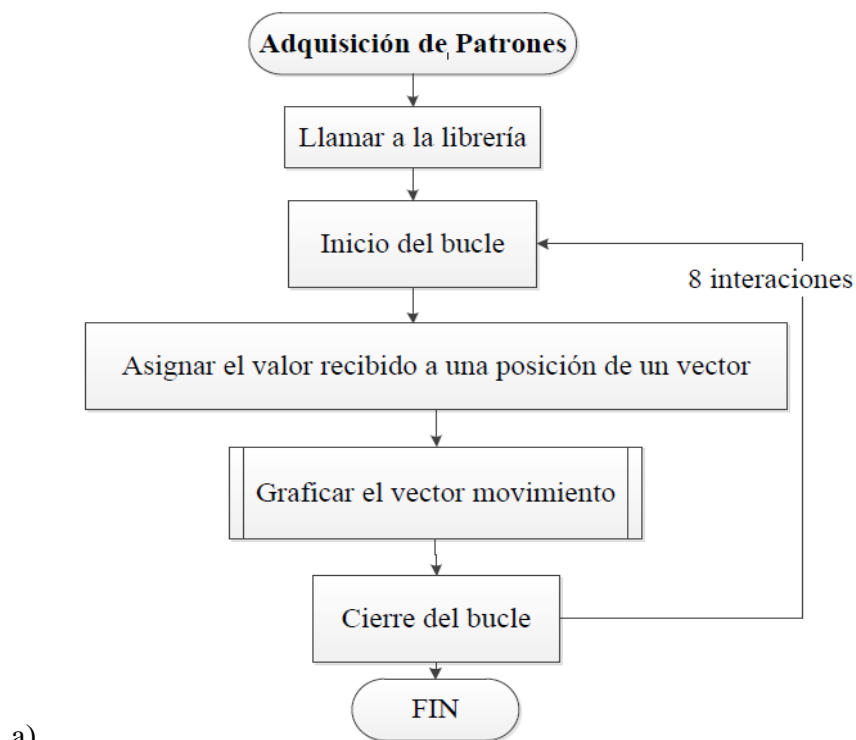 Adquisición de Patrones
Llamar a la librería
Inicio del bucle
8 interaciones
Asignar el valor recibido a una posición de un vector
Graficar el vector movimiento
Cierre del bucle
FIN
a)